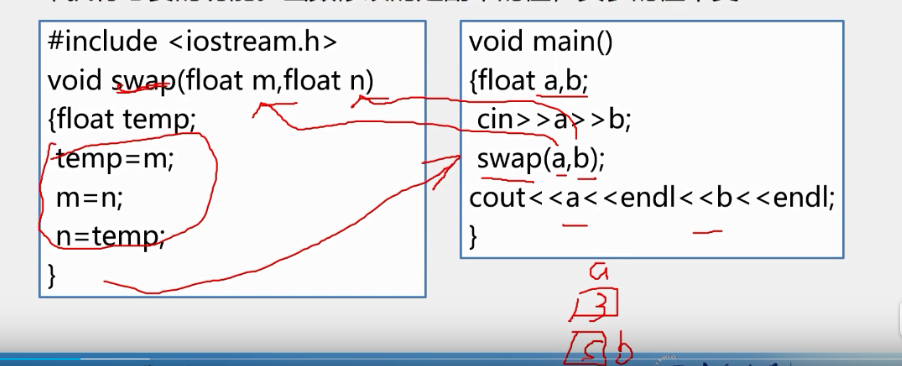 #include <iostream.h>
void swap(float m,float n)
{float temp;
temp=m;
m=n;
n=temp;
}
void main()
{float a,b;
cin>>a>>b;
swap(a,b);
cout<<a<<endl<<b<<endl;
}
a
3
5 b